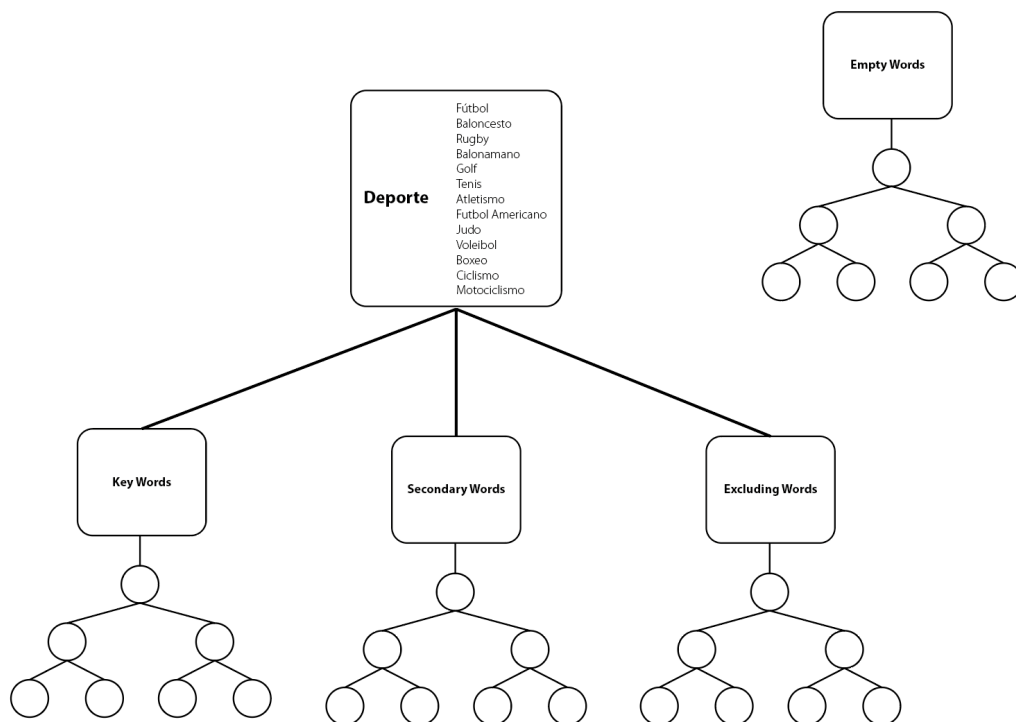 Empty Words
Deporte
Fútbol
Baloncesto
Rugby
Balonamano
Golf
Tenis
Atletismo
Futbol Americano
Judo
Voleibol
Boxeo
Ciclismo
Motociclismo
Key Words
Secondary Words
Excluding Words